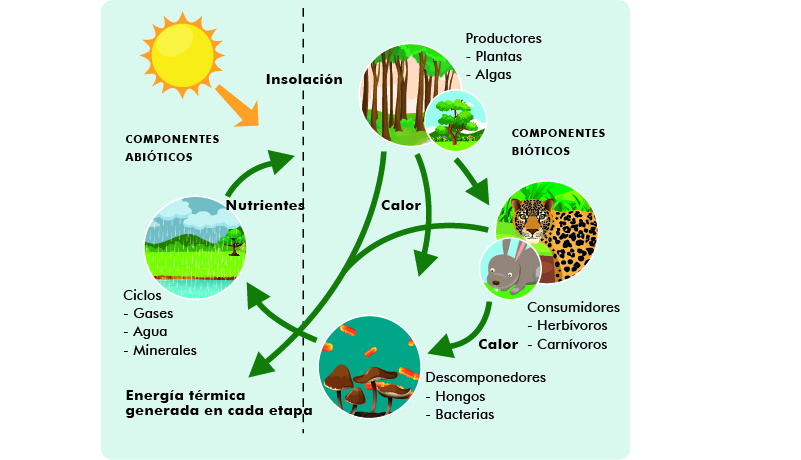 Productores
- Plantas
- Algas
Insolación
COMPONENTES
ABIÓTICOS
COMPONENTES
BIÓTICOS
Nutrientes
Calor
Ciclos
- Gases
- Agua
- Minerales
Consumidores
- Herbívoros
- Carnívoros
Calor
Descomponedores
- Hongos
- Bacterias
Energía térmica
generada en cada etapa